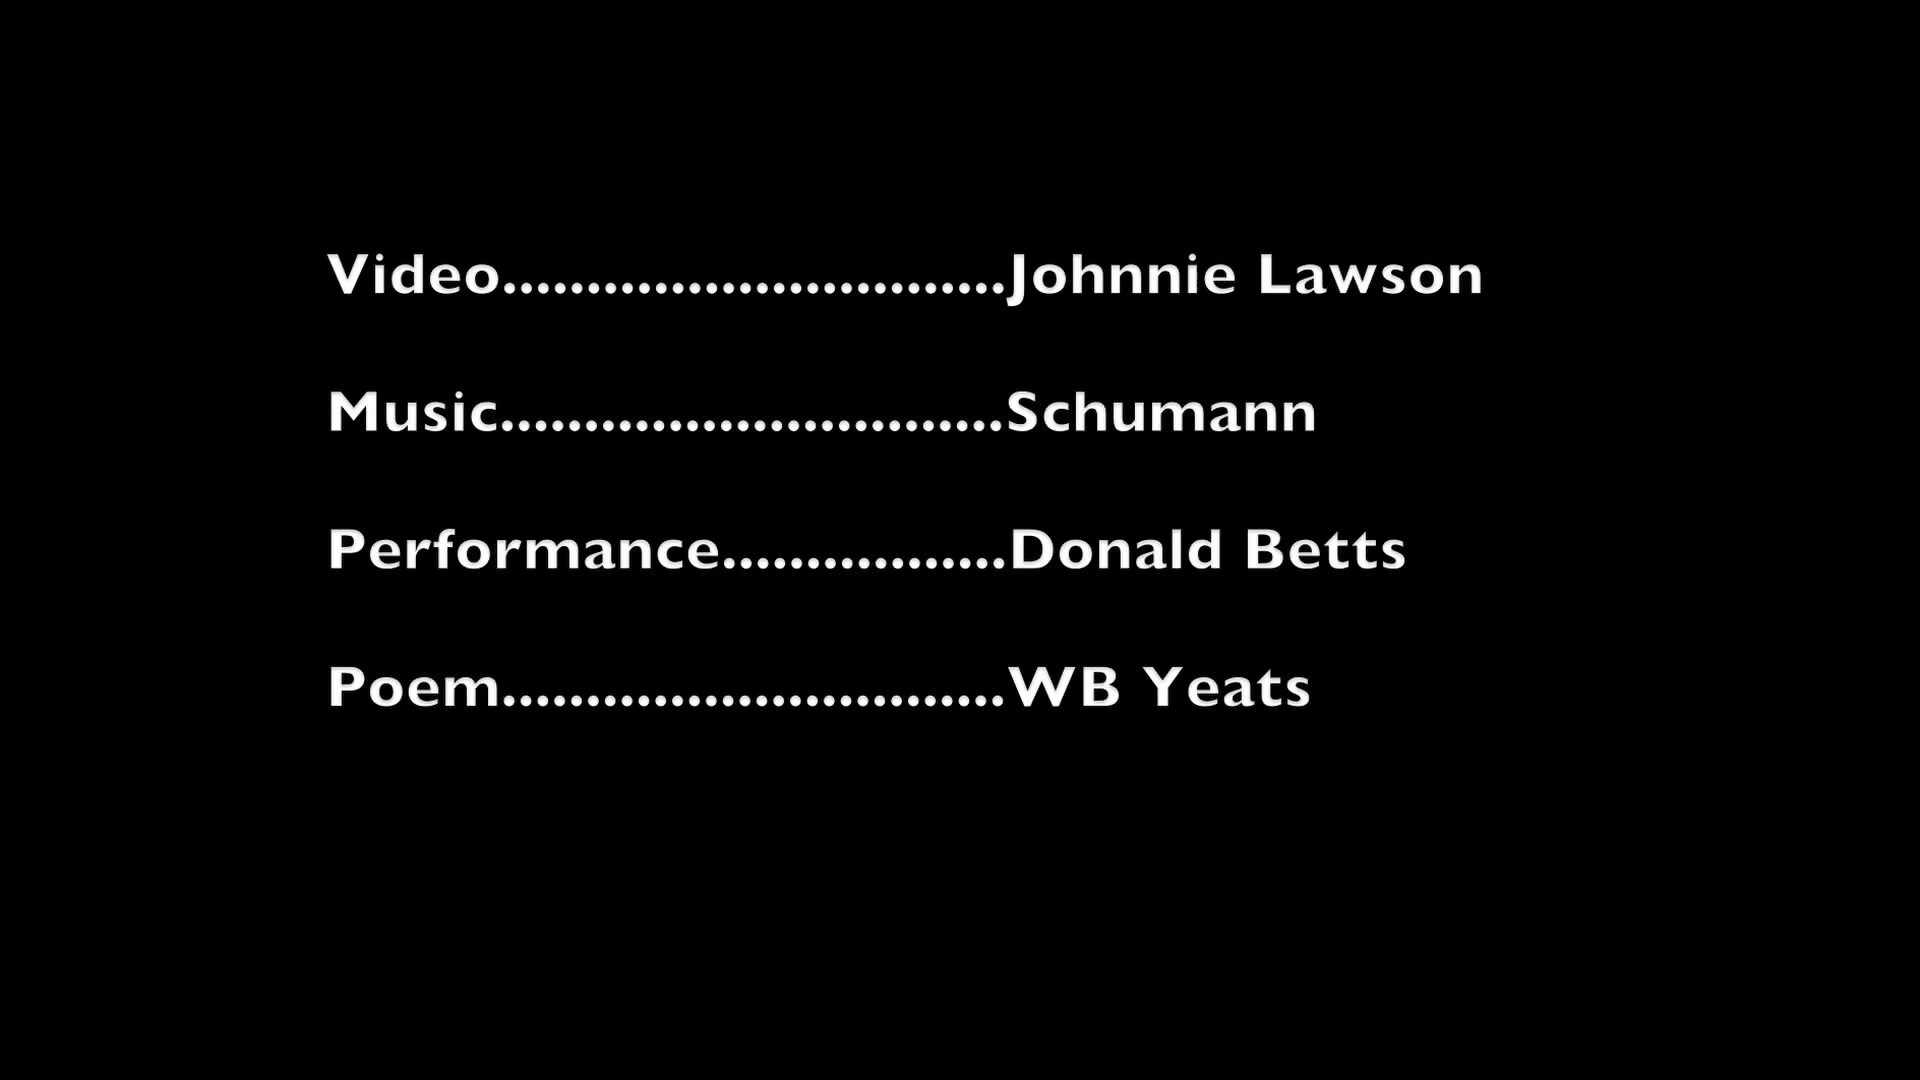 Video..............................Johnnie Lawson
Music..............................Schumann
Performance.................Donald Betts
Poem..............................WB Yeats